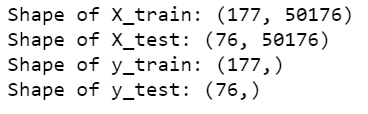 Shape of X_train: (177, 50176)
Shape of X_test: (76, 50176)
Shape of y_train: (177,)
Shape of y_test: (76,)